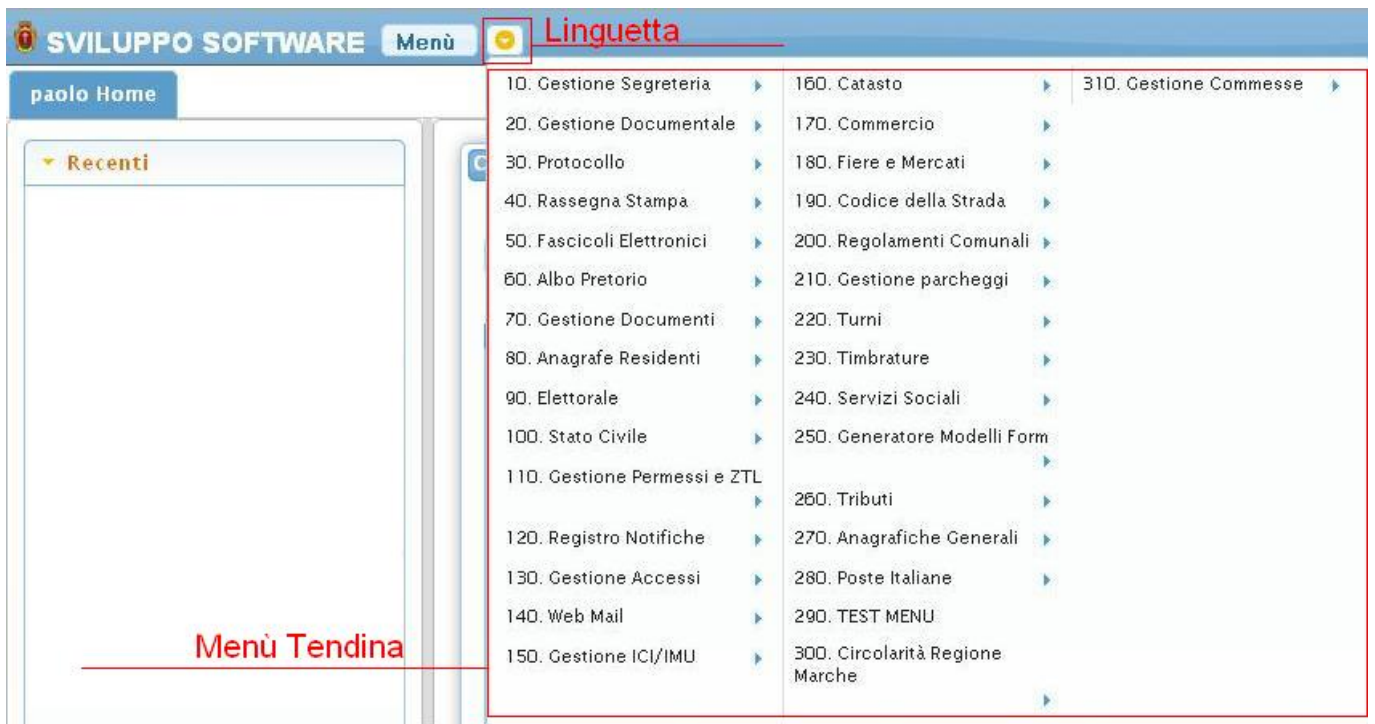 SVILUPPO SOFTWARE Menù Linguetta
paolo Home
Recenti
10. Gestione Segreteria
20. Gestione Documentale
30. Protocollo
40. Rassegna Stampa
50. Fascicoli Elettronici
60. Albo Pretorio
70. Gestione Documenti
80. Anagrafe Residenti
90. Elettorale
100. Stato Civile
110. Gestione Permessi e ZTL
120. Registro Notifiche
130. Gestione Accessi
140. Web Mail
150. Gestione ICI/IMU
160. Catasto
170. Commercio
180. Fiere e Mercati
190. Codice della Strada
200. Regolamenti Comunali
210. Gestione parcheggi
220. Turni
230. Timbrature
240. Servizi Sociali
250. Generatore Modelli Form
260. Tributi
270. Anagrafiche Generali
280. Poste Italiane
290. TEST MENU
300. Circolarità Regione
Marche
310. Gestione Commesse
Menù Tendina